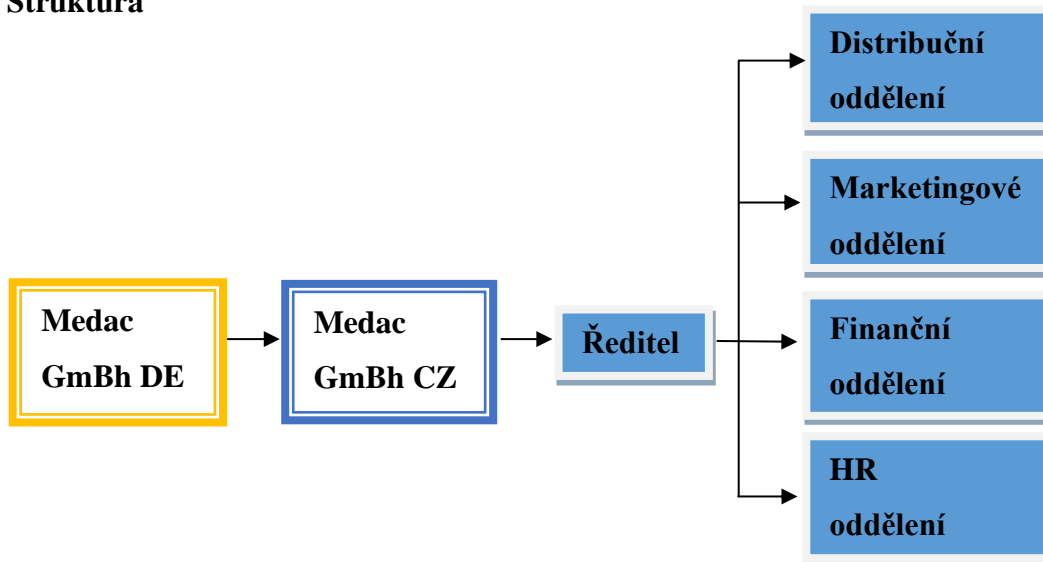 Struktura
Distribuční
oddělení
Marketingové
oddělení
Medac
GmBh DE
Medac
GmBh CZ
Ředitel
Finanční
oddělení
HR
oddělení